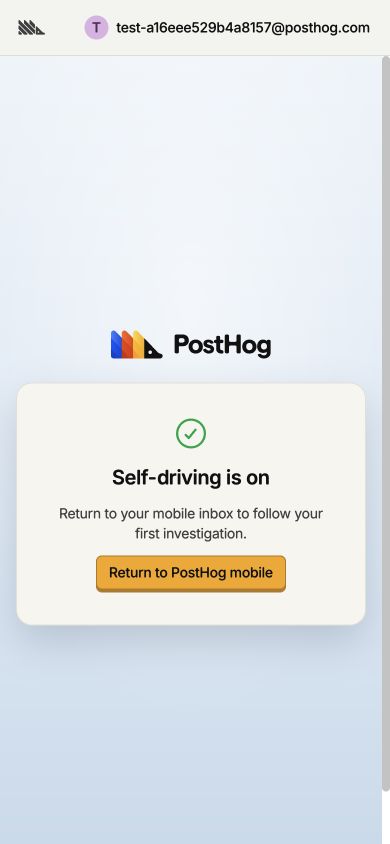 T test-a16eee529b4a8157@posthog.com
PostHog
Self-driving is on
Return to your mobile inbox to follow your
first investigation.
Return to PostHog mobile